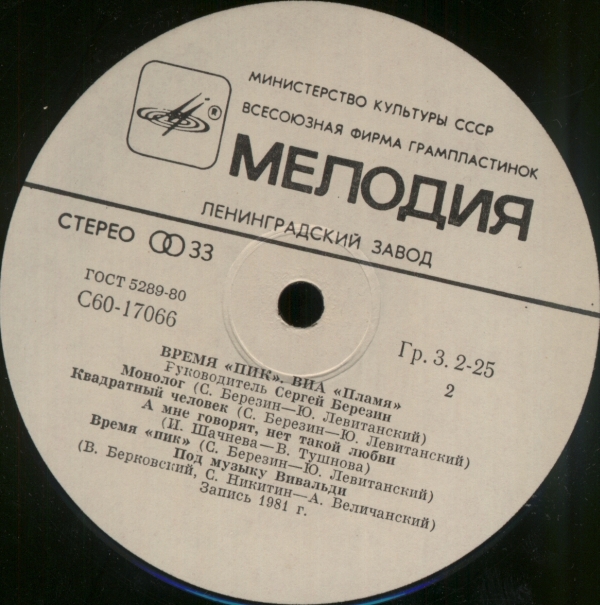 МИНИСТЕРСТВО КУЛЬТУРЫ СССР
ВСЕСОЮЗНАЯ ФИРМА ГРАМПЛАСТИНОК
®
МЕЛОДИЯ
ЛЕНИНГРАДСКИЙ ЗАВОД
СТЕРЕО 33
ГОСТ 5289-80
С60-17066
Гр. 3. 2-25
2
ВРЕМЯ «ПИК». ВИА «Пламя»
Руководитель Сергей Березин
Монолог (С. Березин—Ю. Левитанский)
Квадратный человек (С. Березин—Ю. Левитанский)
А мне говорят, нет такой любви
(И. Шачнева—В. Тушнова)
Время «пик» (С. Березин—Ю. Левитанский)
Под музыку Вивальди
(В. Берковский, С. Никитин—А. Величанский)
Запись 1981 г.